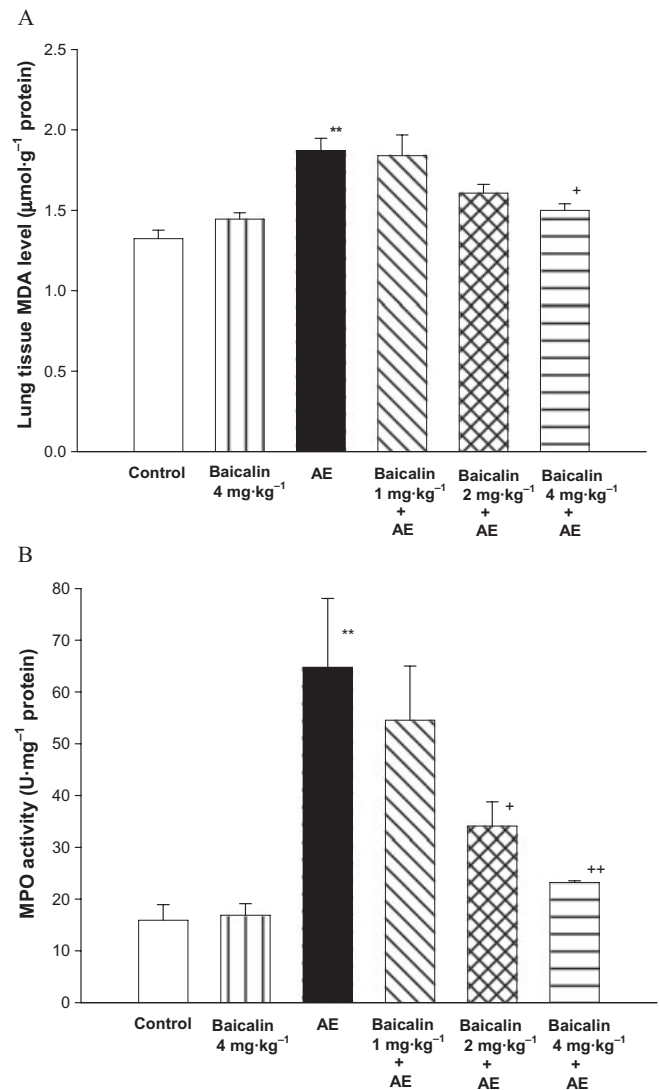 A
Lung tissue MDA level (μmol·g⁻¹ protein)
2.5
2.0
1.5
1.0
0.5
0.0
**
+
Control
Baicalin
4 mg·kg⁻¹
AE
Baicalin
1 mg·kg⁻¹
+
AE
Baicalin
2 mg·kg⁻¹
+
AE
Baicalin
4 mg·kg⁻¹
+
AE
B
MPO activity (U·mg⁻¹ protein)
80
70
60
50
40
30
20
10
0
**
+
++
Control
Baicalin
4 mg·kg⁻¹
AE
Baicalin
1 mg·kg⁻¹
+
AE
Baicalin
2 mg·kg⁻¹
+
AE
Baicalin
4 mg·kg⁻¹
+
AE